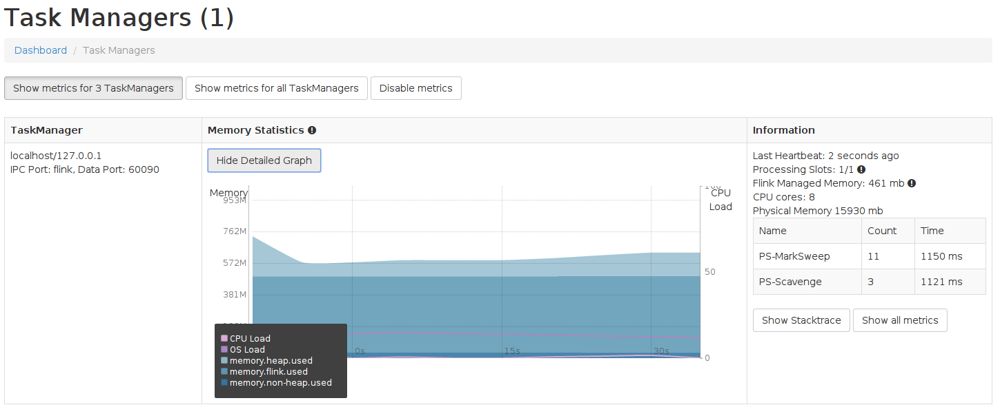 Task Managers (1)
Dashboard / Task Managers
Show metrics for 3 TaskManagers Show metrics for all TaskManagers Disable metrics
TaskManager Memory Statistics Information
localhost/127.0.0.1
IPC Port: flink, Data Port: 60090
Hide Detailed Graph
Memory
953M
762M
572M
381M
CPU
Load
50
0
0s 15s 30s
CPU Load
OS Load
memory.heap.used
memory.flink.used
memory.non-heap.used
Last Heartbeat: 2 seconds ago
Processing Slots: 1/1
Flink Managed Memory: 461 mb
CPU cores: 8
Physical Memory 15930 mb
Name Count Time
PS-MarkSweep 11 1150 ms
PS-Scavenge 3 1121 ms
Show Stacktrace Show all metrics